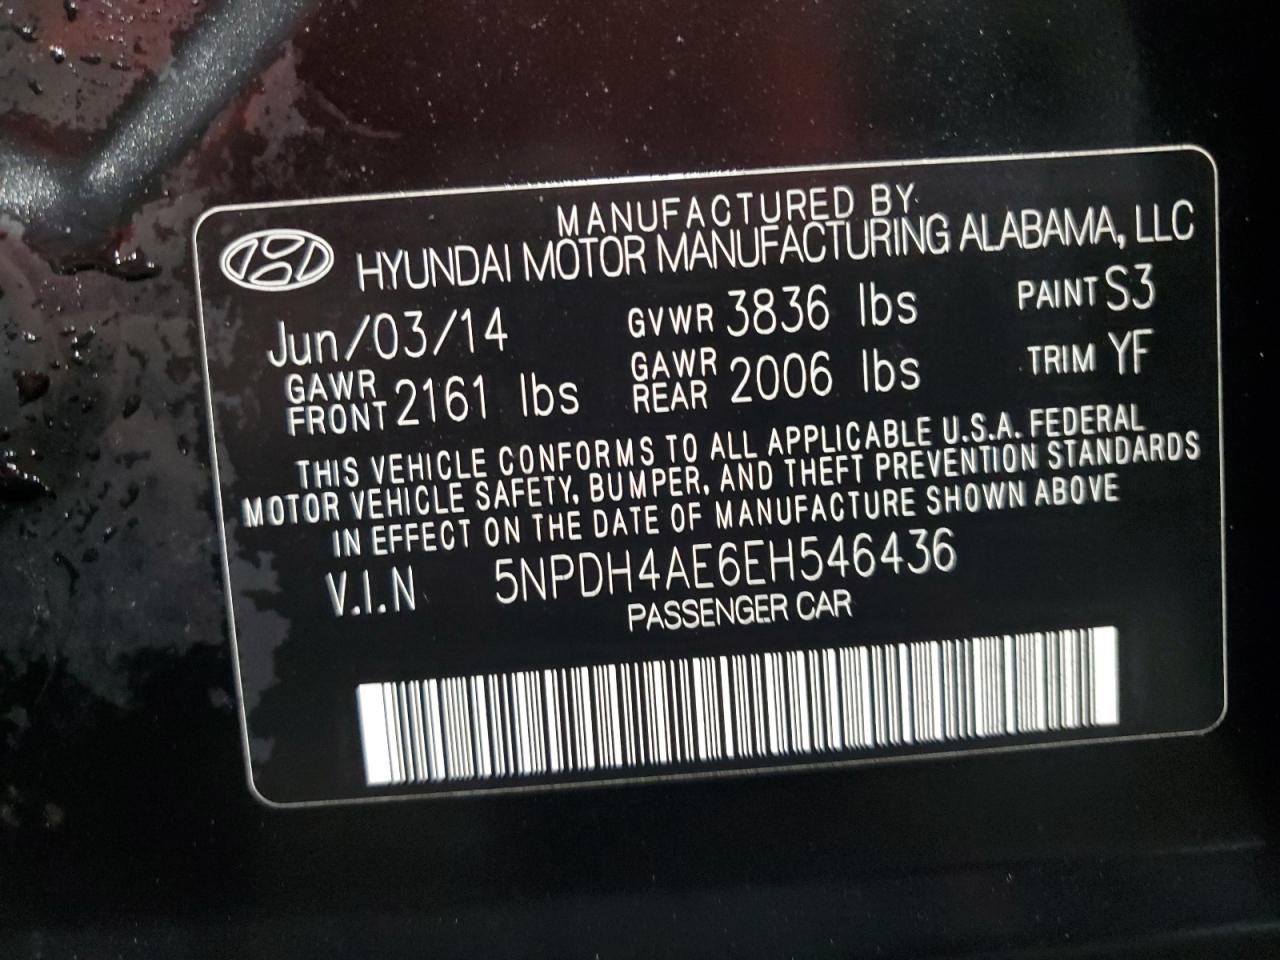 MANUFACTURED BY
HYUNDAI MOTOR MANUFACTURING ALABAMA, LLC
Jun/03/14 GVWR 3836 lbs PAINT S3
GAWR FRONT 2161 lbs GAWR REAR 2006 lbs TRIM YF
THIS VEHICLE CONFORMS TO ALL APPLICABLE U.S.A. FEDERAL
MOTOR VEHICLE SAFETY, BUMPER, AND THEFT PREVENTION STANDARDS
IN EFFECT ON THE DATE OF MANUFACTURE SHOWN ABOVE
V.I.N 5NPDH4AE6EH546436
PASSENGER CAR